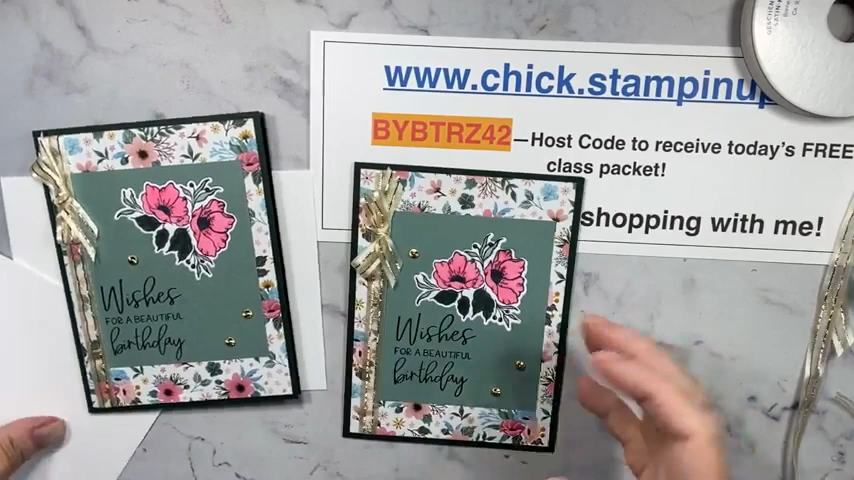 www.chick.stampinup
BYBTRZ42—Host Code to receive today's FREE
class packet!
shopping with me!
Wishes
FOR A BEAUTIFUL
birthday
Wishes
FOR A BEAUTIFUL
birthday